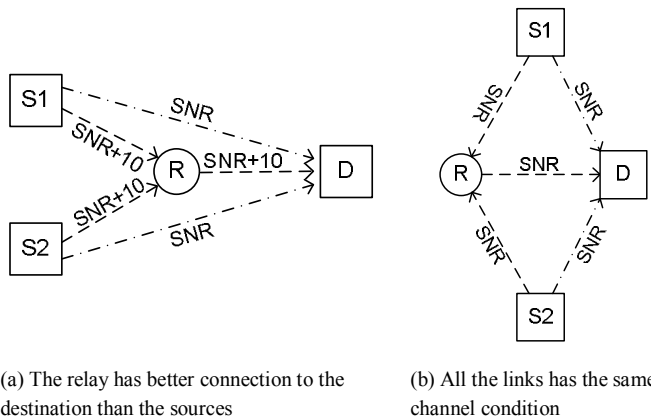 S1
SNR
SNR+10
R
SNR+10
D
SNR+10
S2
SNR
S1
SNR
SNR
R
SNR
D
SNR
SNR
S2
(a) The relay has better connection to the
destination than the sources
(b) All the links has the same
channel condition